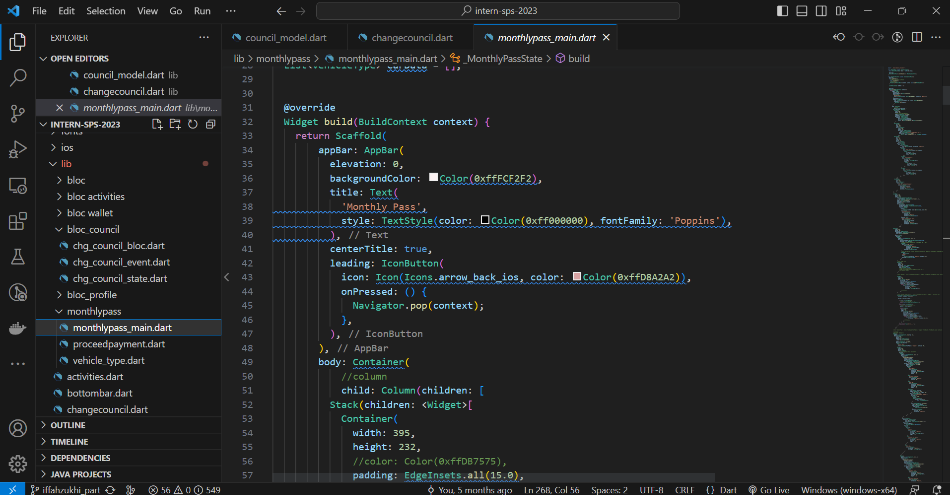 File Edit Selection View Go Run ··· intern-sps-2023
EXPLORER ···
OPEN EDITORS
council_model.dart lib
changecouncil.dart lib
monthlypass_main.dart lib\mo...
INTERN-SPS-2023
fonts
ios
lib
bloc
bloc activities
bloc wallet
bloc_council
chg_council_bloc.dart
chg_council_event.dart
chg_council_state.dart
bloc_profile
monthlypass
monthlypass_main.dart
proceedpayment.dart
vehicle_type.dart
activities.dart
bottombar.dart
changecouncil.dart
OUTLINE
TIMELINE
DEPENDENCIES
JAVA PROJECTS
council_model.dart changecouncil.dart monthlypass_main.dart
lib > monthlypass > monthlypass_main.dart > _MonthlyPassState > build
29
30
31 @override
32 Widget build(BuildContext context) {
33 return Scaffold(
34 appBar: AppBar(
35 elevation: 0,
36 backgroundColor: Color(0xffFCF2F2),
37 title: Text(
38 'Monthly Pass',
39 style: TextStyle(color: Color(0xff000000), fontFamily: 'Poppins'),
40 ), // Text
41 centerTitle: true,
42 leading: IconButton(
43 icon: Icon(Icons.arrow_back_ios, color: Color(0xffD8A2A2)),
44 onPressed: () {
45 Navigator.pop(context);
46 },
47 ), // IconButton
48 ), // AppBar
49 body: Container(
50 //column
51 child: Column(children: [
52 Stack(children: <Widget>[
53 Container(
54 width: 395,
55 height: 232,
56 //color: Color(0xffDB7575),
57 padding: EdgeInsets.all(15.0),
iffahzukhi_part 56 0 549 You, 5 months ago Ln 268, Col 56 Spaces: 2 UTF-8 CRLF {} Dart Go Live Windows (windows-x64)